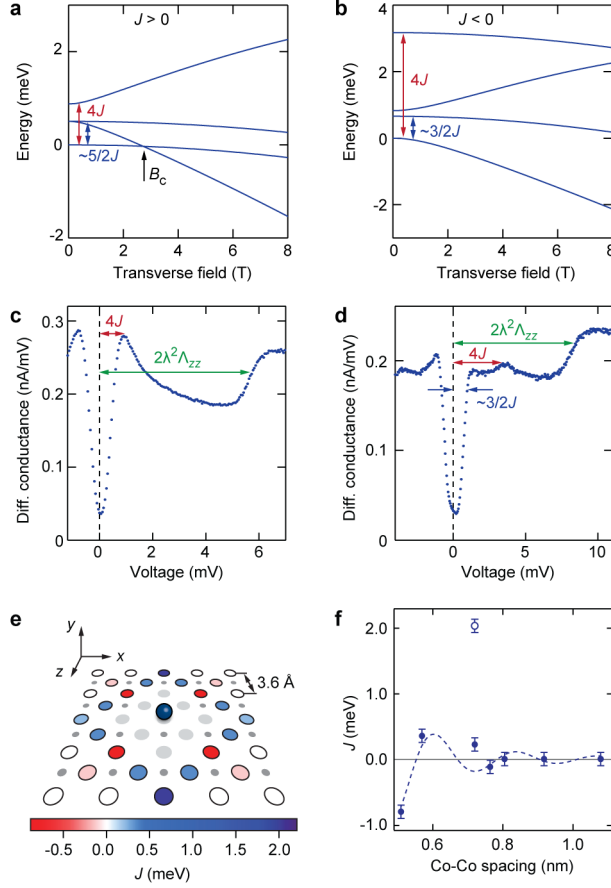 a
J > 0
Energy (meV)
2
0
-2
4J
~5/2J
B_c
0
2
4
6
8
Transverse field (T)
b
J < 0
Energy (meV)
4
2
0
-2
4J
~3/2J
0
2
4
6
8
Transverse field (T)
c
Diff. conductance (nA/mV)
0.3
0.2
0.1
0
4J
2λ²Λzz
0
2
4
6
Voltage (mV)
d
Diff. conductance (nA/mV)
0.2
0.1
0
2λ²Λzz
4J
~3/2J
0
5
10
Voltage (mV)
e
y
x
z
3.6 Å
-0.5
0.0
0.5
1.0
1.5
2.0
J (meV)
f
J (meV)
2.0
1.0
0.0
-1.0
0.6
0.8
1.0
Co-Co spacing (nm)